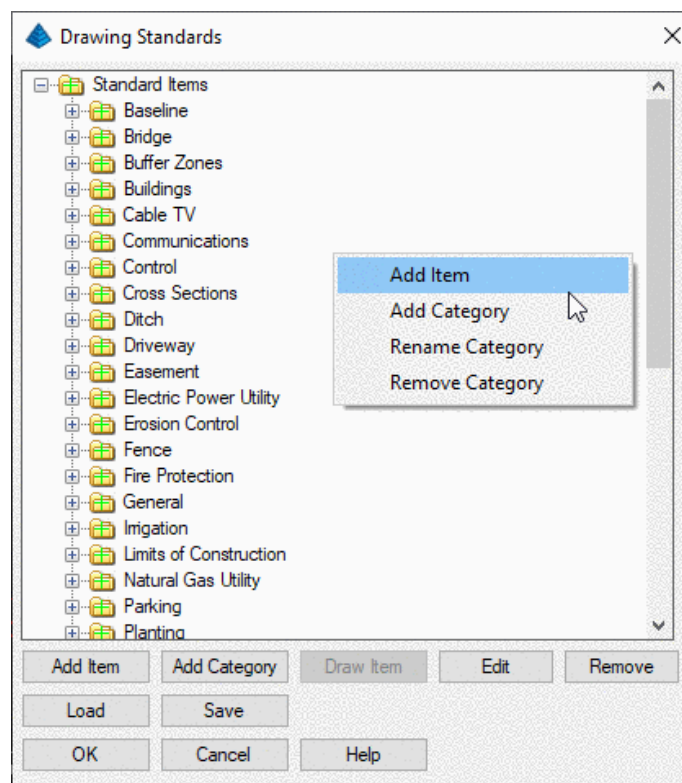 Drawing Standards
Standard Items
Baseline
Bridge
Buffer Zones
Buildings
Cable TV
Communications
Control
Cross Sections
Ditch
Driveway
Easement
Electric Power Utility
Erosion Control
Fence
Fire Protection
General
Irrigation
Limits of Construction
Natural Gas Utility
Parking
Planting
Add Item
Add Category
Rename Category
Remove Category
Add Item Add Category Draw Item Edit Remove
Load Save
OK Cancel Help